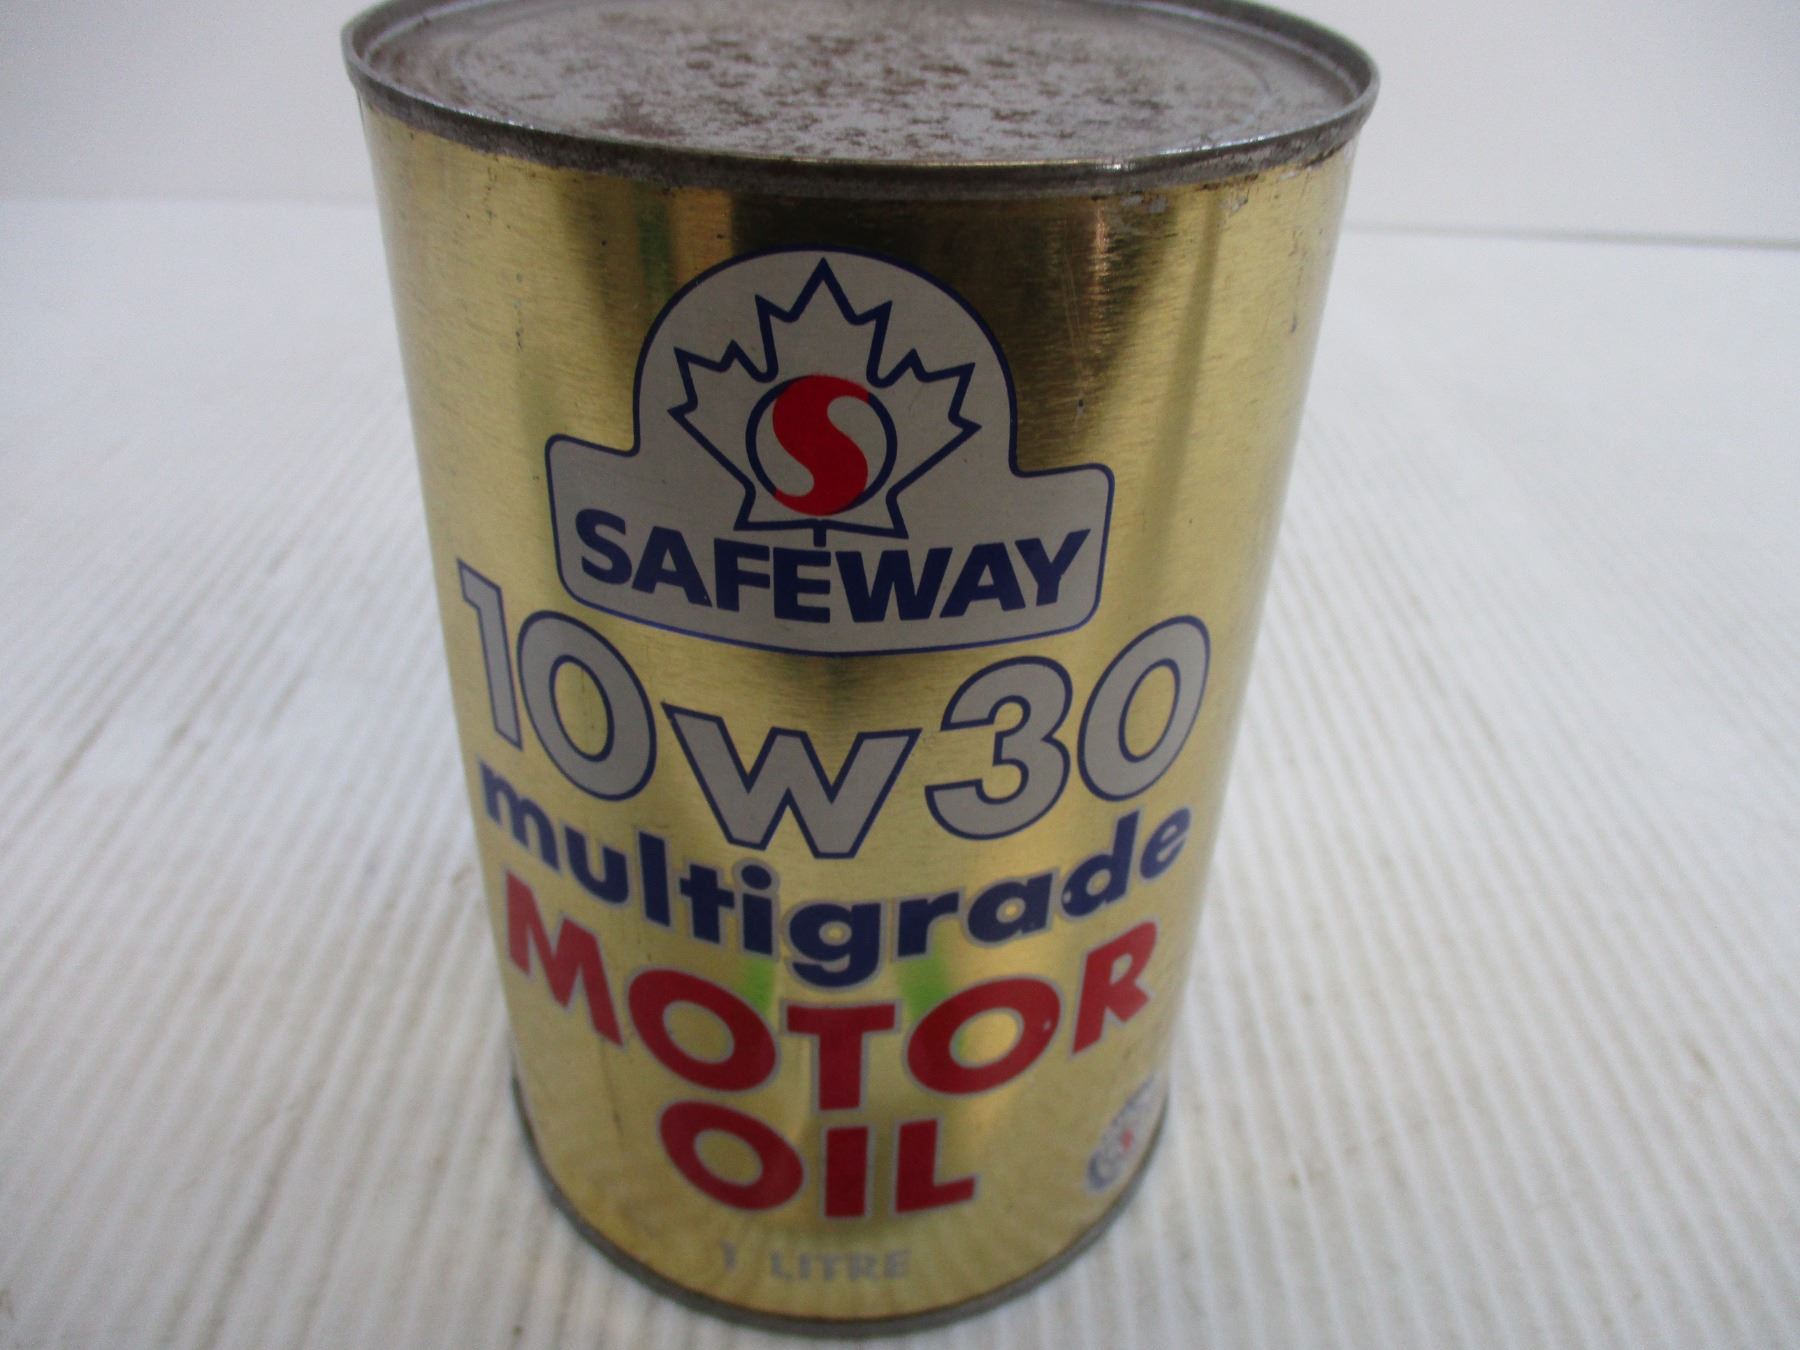 S
SAFEWAY
10w30
multigrade
MOTOR
OIL
1 LITRE